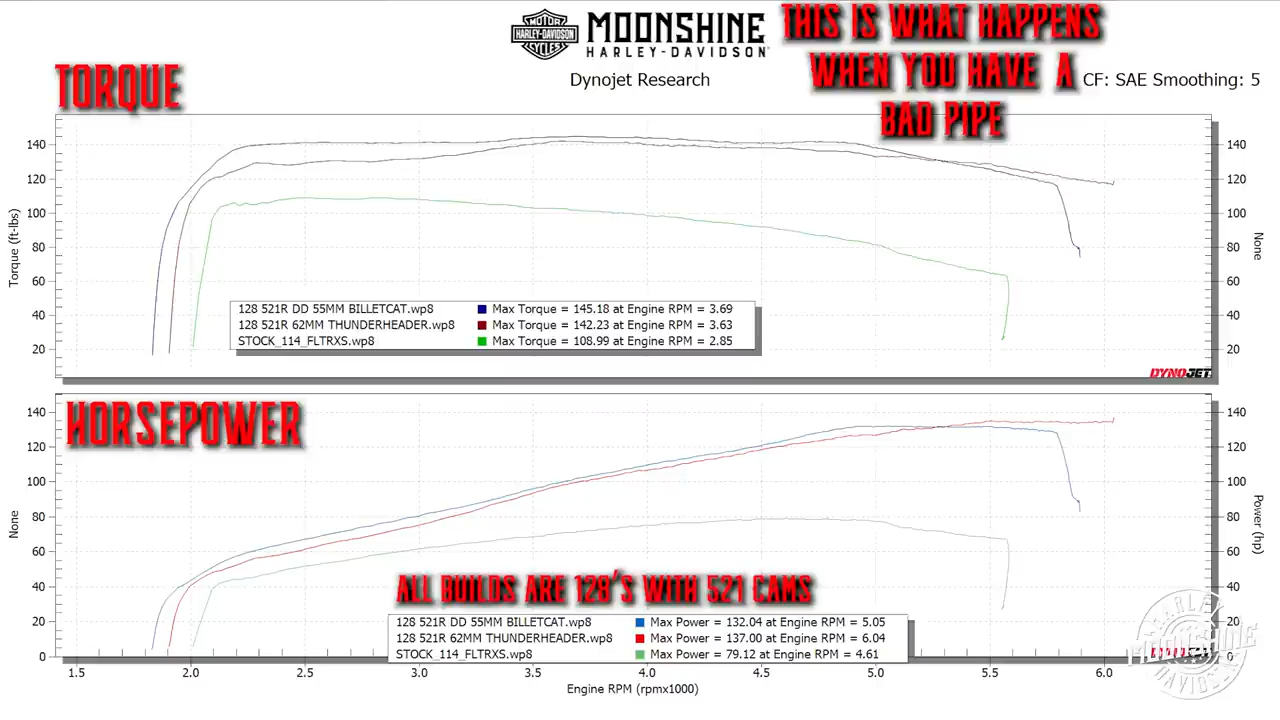 MOTOR
HARLEY-DAVIDSON
CYCLES
MOONSHINE
HARLEY-DAVIDSON
Dynojet Research
THIS IS WHAT HAPPENS
WHEN YOU HAVE A
BAD PIPE
CF: SAE Smoothing: 5
TORQUE
140
120
100
80
60
40
20
Torque (ft-lbs)
140
120
100
80
60
40
20
None
128 521R DD 55MM BILLETCAT.wp8 Max Torque = 145.18 at Engine RPM = 3.69
128 521R 62MM THUNDERHEADER.wp8 Max Torque = 142.23 at Engine RPM = 3.63
STOCK_114_FLTRXS.wp8 Max Torque = 108.99 at Engine RPM = 2.85
DYNOJET
HORSEPOWER
140
120
100
80
60
40
20
0
None
140
120
100
80
60
40
20
0
Power (hp)
ALL BUILDS ARE 128'S WITH 521 CAMS
128 521R DD 55MM BILLETCAT.wp8 Max Power = 132.04 at Engine RPM = 5.05
128 521R 62MM THUNDERHEADER.wp8 Max Power = 137.00 at Engine RPM = 6.04
STOCK_114_FLTRXS.wp8 Max Power = 79.12 at Engine RPM = 4.61
1.5 2.0 2.5 3.0 3.5 4.0 4.5 5.0 5.5 6.0
Engine RPM (rpmx1000)
HARLEY
MOONSHINE
DAVIDSON